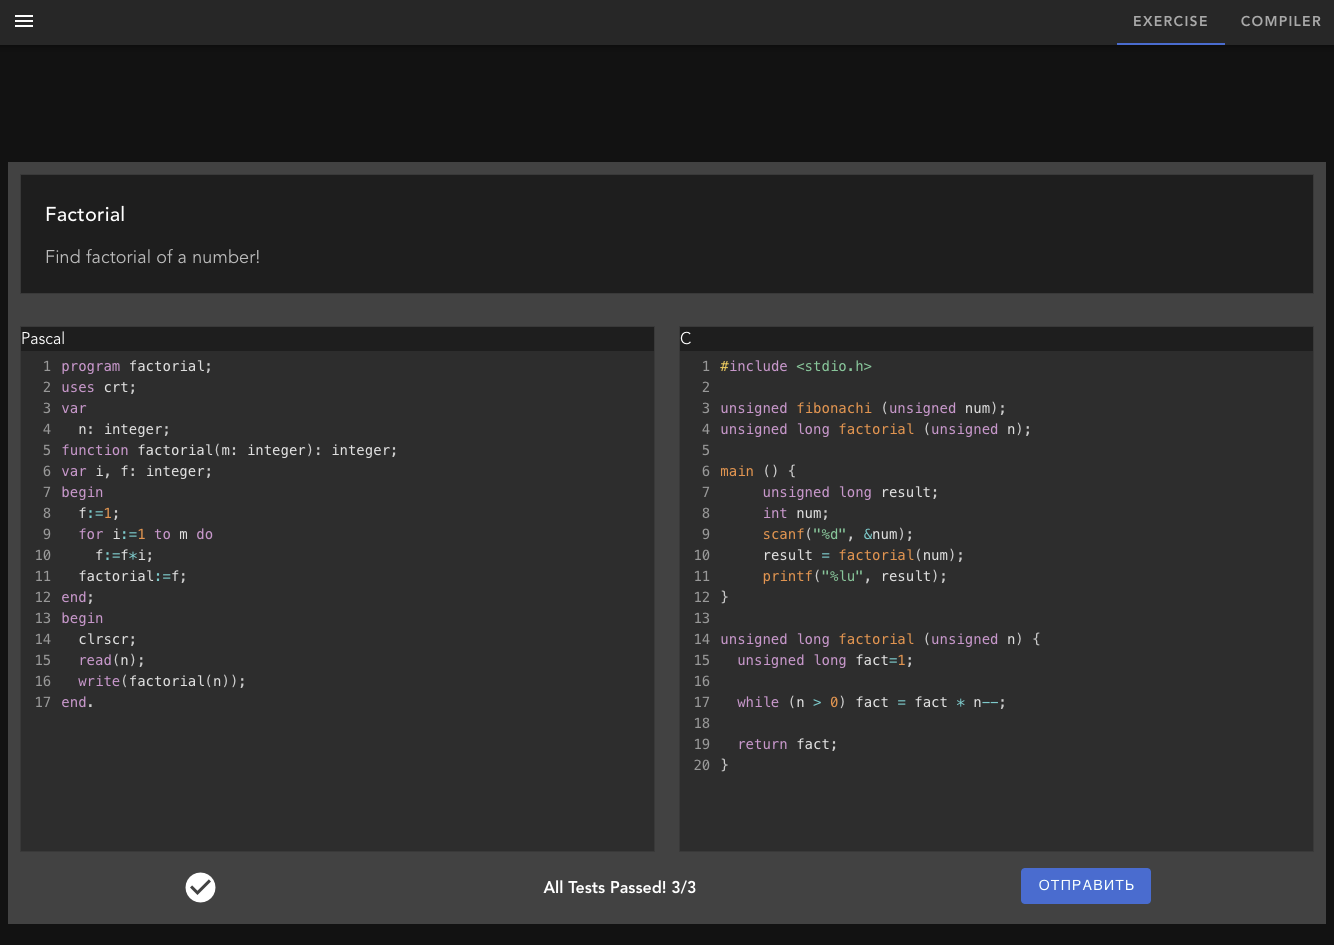 EXERCISE COMPILER
Factorial
Find factorial of a number!
Pascal
1 program factorial;
2 uses crt;
3 var
4   n: integer;
5 function factorial(m: integer): integer;
6 var i, f: integer;
7 begin
8   f:=1;
9   for i:=1 to m do
10     f:=f*i;
11   factorial:=f;
12 end;
13 begin
14   clrscr;
15   read(n);
16   write(factorial(n));
17 end.
C
1 #include <stdio.h>
2
3 unsigned fibonachi (unsigned num);
4 unsigned long factorial (unsigned n);
5
6 main () {
7      unsigned long result;
8      int num;
9      scanf("%d", &num);
10      result = factorial(num);
11      printf("%lu", result);
12 }
13
14 unsigned long factorial (unsigned n) {
15   unsigned long fact=1;
16
17   while (n > 0) fact = fact * n--;
18
19   return fact;
20 }
All Tests Passed! 3/3
ОТПРАВИТЬ